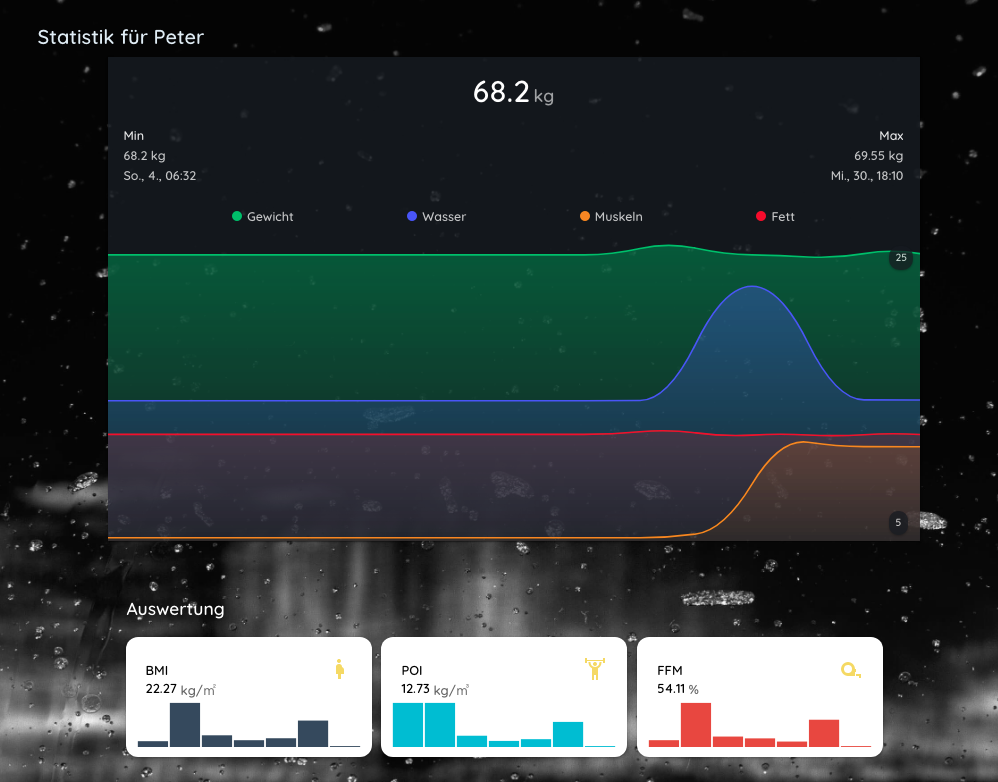 Statistik für Peter
68.2 kg
Min
68.2 kg
So., 4., 06:32
Max
69.55 kg
Mi., 30., 18:10
Gewicht
Wasser
Muskeln
Fett
25
5
Auswertung
BMI
22.27 kg/m²
POI
12.73 kg/m³
FFM
54.11 %